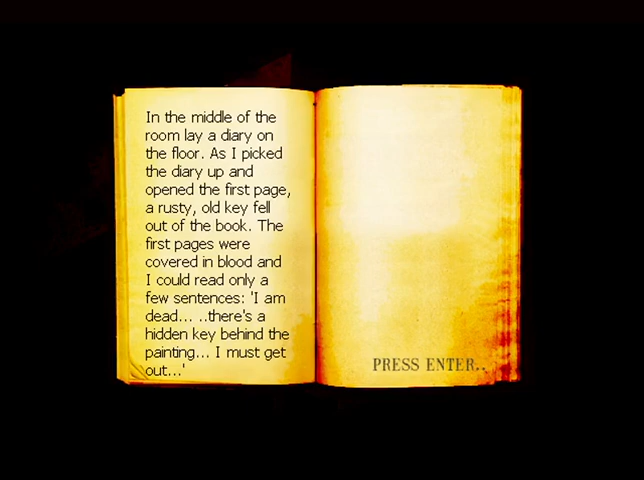 In the middle of the
room lay a diary on
the floor. As I picked
the diary up and
opened the first page,
a rusty, old key fell
out of the book. The
first pages were
covered in blood and
I could read only a
few sentences: 'I am
dead... ..there's a
hidden key behind the
painting... I must get
out...'
PRESS ENTER..